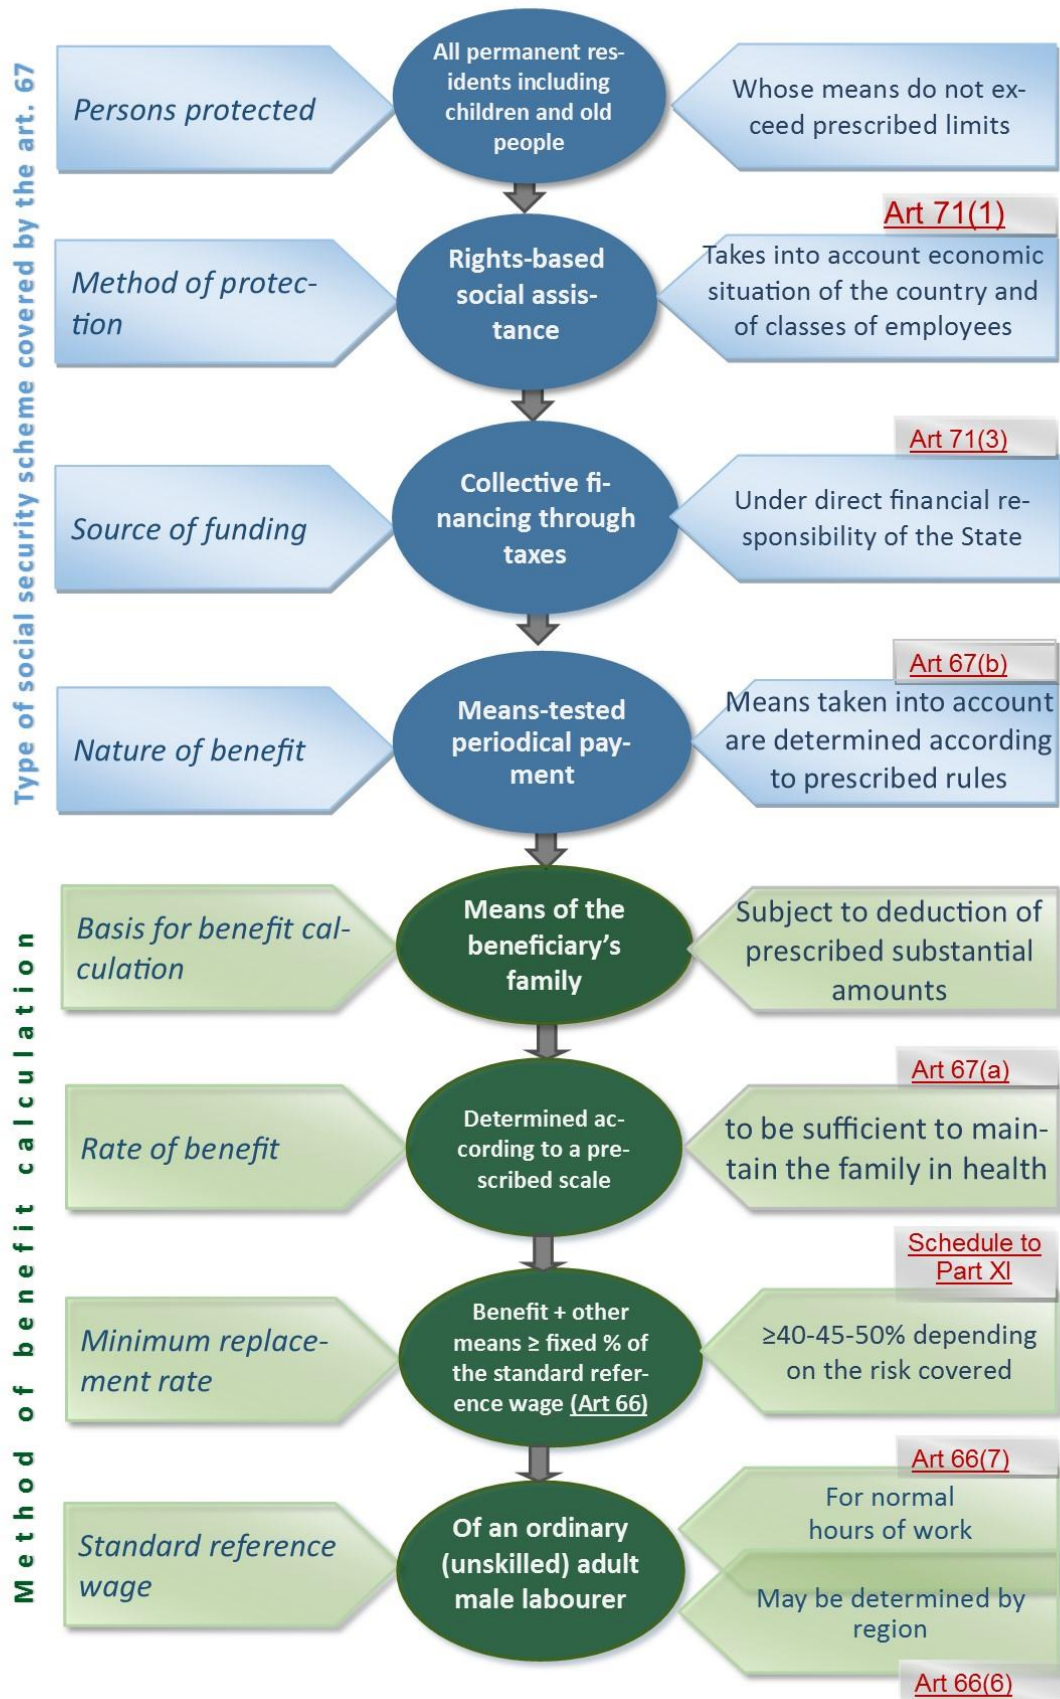 Type of social security scheme covered by the art. 67
Persons protected
All permanent res-
idents including
children and old
people
Whose means do not ex-
ceed prescribed limits
Method of protec-
tion
Rights-based
social assis-
tance
Art 71(1)
Takes into account economic
situation of the country and
of classes of employees
Source of funding
Collective fi-
nancing through
taxes
Art 71(3)
Under direct financial re-
sponsibility of the State
Nature of benefit
Means-tested
periodical pay-
ment
Art 67(b)
Means taken into account
are determined according
to prescribed rules
Method of benefit calculation
Basis for benefit cal-
culation
Means of the
beneficiary's
family
Subject to deduction of
prescribed substantial
amounts
Rate of benefit
Determined ac-
cording to a pre-
scribed scale
Art 67(a)
to be sufficient to main-
tain the family in health
Minimum replace-
ment rate
Benefit + other
means ≥ fixed % of
the standard refer-
ence wage (Art 66)
Schedule to
Part XI
≥40-45-50% depending
on the risk covered
Standard reference
wage
Of an ordinary
(unskilled) adult
male labourer
Art 66(7)
For normal
hours of work
May be determined by
region
Art 66(6)